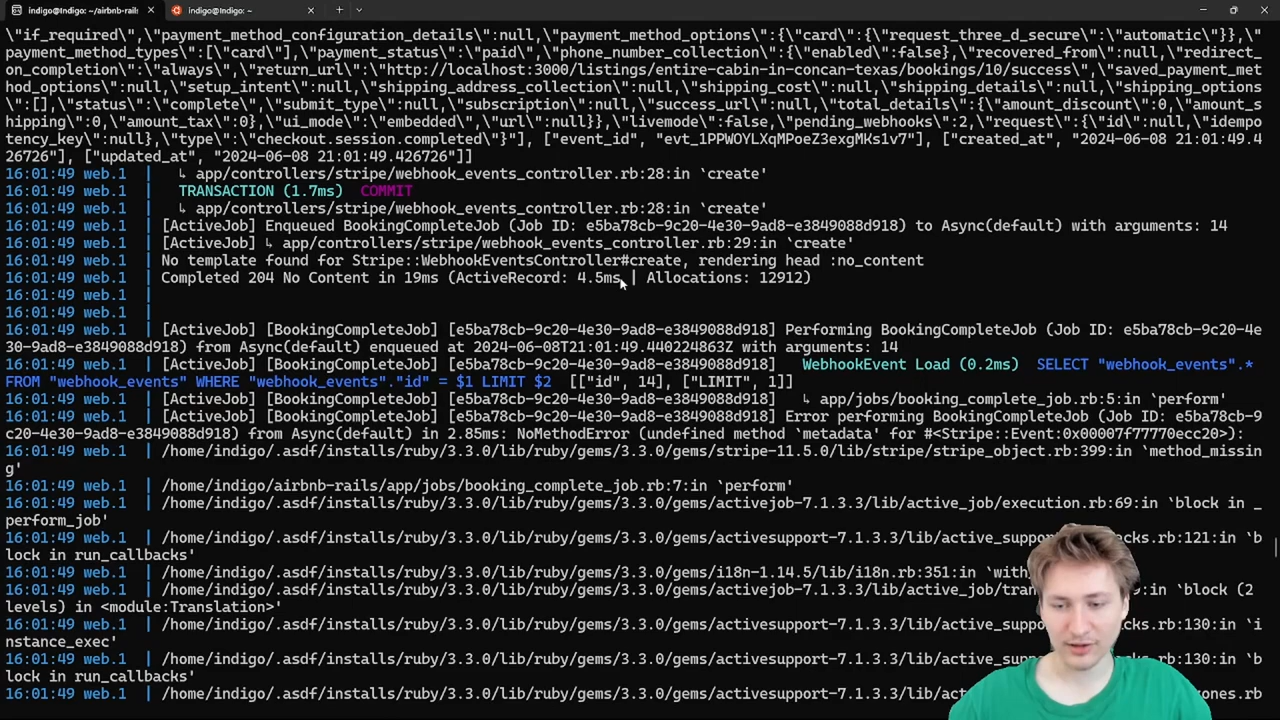 indigo@Indigo: ~/airbnb-rails
indigo@Indigo: ~
\"if_required\",\"payment_method_configuration_details\":null,\"payment_method_options\":{\"card\":{\"request_three_d_secure\":\"automatic\"}},\"
payment_method_types\":[\"card\"],\"payment_status\":\"paid\",\"phone_number_collection\":{\"enabled\":false},\"recovered_from\":null,\"redirect_
on_completion\":\"always\",\"return_url\":\"http://localhost:3000/listings/entire-cabin-in-concan-texas/bookings/10/success\",\"saved_payment_met
hod_options\":null,\"setup_intent\":null,\"shipping_address_collection\":null,\"shipping_cost\":null,\"shipping_details\":null,\"shipping_options
\":[],\"status\":\"complete\",\"submit_type\":null,\"subscription\":null,\"success_url\":null,\"total_details\":{\"amount_discount\":0,\"amount_s
hipping\":0,\"amount_tax\":0},\"ui_mode\":\"embedded\",\"url\":null}},\"livemode\":false,\"pending_webhooks\":2,\"request\":{\"id\":null,\"idempo
tency_key\":null},\"type\":\"checkout.session.completed\"}"], ["event_id", "evt_1PPWOYLXqMPoeZ3exgMks1v7"], ["created_at", "2024-06-08 21:01:49.4
26726"], ["updated_at", "2024-06-08 21:01:49.426726"]]
16:01:49 web.1 | ↳ app/controllers/stripe/webhook_events_controller.rb:28:in `create'
16:01:49 web.1 | TRANSACTION (1.7ms) COMMIT
16:01:49 web.1 | ↳ app/controllers/stripe/webhook_events_controller.rb:28:in `create'
16:01:49 web.1 | [ActiveJob] Enqueued BookingCompleteJob (Job ID: e5ba78cb-9c20-4e30-9ad8-e3849088d918) to Async(default) with arguments: 14
16:01:49 web.1 | [ActiveJob] ↳ app/controllers/stripe/webhook_events_controller.rb:29:in `create'
16:01:49 web.1 | No template found for Stripe::WebhookEventsController#create, rendering head :no_content
16:01:49 web.1 | Completed 204 No Content in 19ms (ActiveRecord: 4.5ms | Allocations: 12912)
16:01:49 web.1 |
16:01:49 web.1 |
16:01:49 web.1 | [ActiveJob] [BookingCompleteJob] [e5ba78cb-9c20-4e30-9ad8-e3849088d918] Performing BookingCompleteJob (Job ID: e5ba78cb-9c20-4e
30-9ad8-e3849088d918) from Async(default) enqueued at 2024-06-08T21:01:49.440224863Z with arguments: 14
16:01:49 web.1 | [ActiveJob] [BookingCompleteJob] [e5ba78cb-9c20-4e30-9ad8-e3849088d918] WebhookEvent Load (0.2ms) SELECT "webhook_events".*
FROM "webhook_events" WHERE "webhook_events"."id" = $1 LIMIT $2 [["id", 14], ["LIMIT", 1]]
16:01:49 web.1 | [ActiveJob] [BookingCompleteJob] [e5ba78cb-9c20-4e30-9ad8-e3849088d918] ↳ app/jobs/booking_complete_job.rb:5:in `perform'
16:01:49 web.1 | [ActiveJob] [BookingCompleteJob] [e5ba78cb-9c20-4e30-9ad8-e3849088d918] Error performing BookingCompleteJob (Job ID: e5ba78cb-9
c20-4e30-9ad8-e3849088d918) from Async(default) in 2.85ms: NoMethodError (undefined method `metadata' for #<Stripe::Event:0x00007f77770ecc20>):
16:01:49 web.1 | /home/indigo/.asdf/installs/ruby/3.3.0/lib/ruby/gems/3.3.0/gems/stripe-11.5.0/lib/stripe/stripe_object.rb:399:in `method_missin
g'
16:01:49 web.1 | /home/indigo/airbnb-rails/app/jobs/booking_complete_job.rb:7:in `perform'
16:01:49 web.1 | /home/indigo/.asdf/installs/ruby/3.3.0/lib/ruby/gems/3.3.0/gems/activejob-7.1.3.3/lib/active_job/execution.rb:69:in `block in _
perform_job'
16:01:49 web.1 | /home/indigo/.asdf/installs/ruby/3.3.0/lib/ruby/gems/3.3.0/gems/activesupport-7.1.3.3/lib/active_supp cks.rb:121:in `b
lock in run_callbacks'
16:01:49 web.1 | /home/indigo/.asdf/installs/ruby/3.3.0/lib/ruby/gems/3.3.0/gems/i18n-1.14.5/lib/i18n.rb:351:in `wit
16:01:49 web.1 | /home/indigo/.asdf/installs/ruby/3.3.0/lib/ruby/gems/3.3.0/gems/activejob-7.1.3.3/lib/active_job/tra :in `block (2
levels) in <module:Translation>'
16:01:49 web.1 | /home/indigo/.asdf/installs/ruby/3.3.0/lib/ruby/gems/3.3.0/gems/activesupport-7.1.3.3/lib/active_su cks.rb:130:in `i
nstance_exec'
16:01:49 web.1 | /home/indigo/.asdf/installs/ruby/3.3.0/lib/ruby/gems/3.3.0/gems/activesupport-7.1.3.3/lib/active_su ks.rb:130:in `b
lock in run_callbacks'
16:01:49 web.1 | /home/indigo/.asdf/installs/ruby/3.3.0/lib/ruby/gems/3.3.0/gems/activesupport-7.1.3.3/lib/act ones.rb